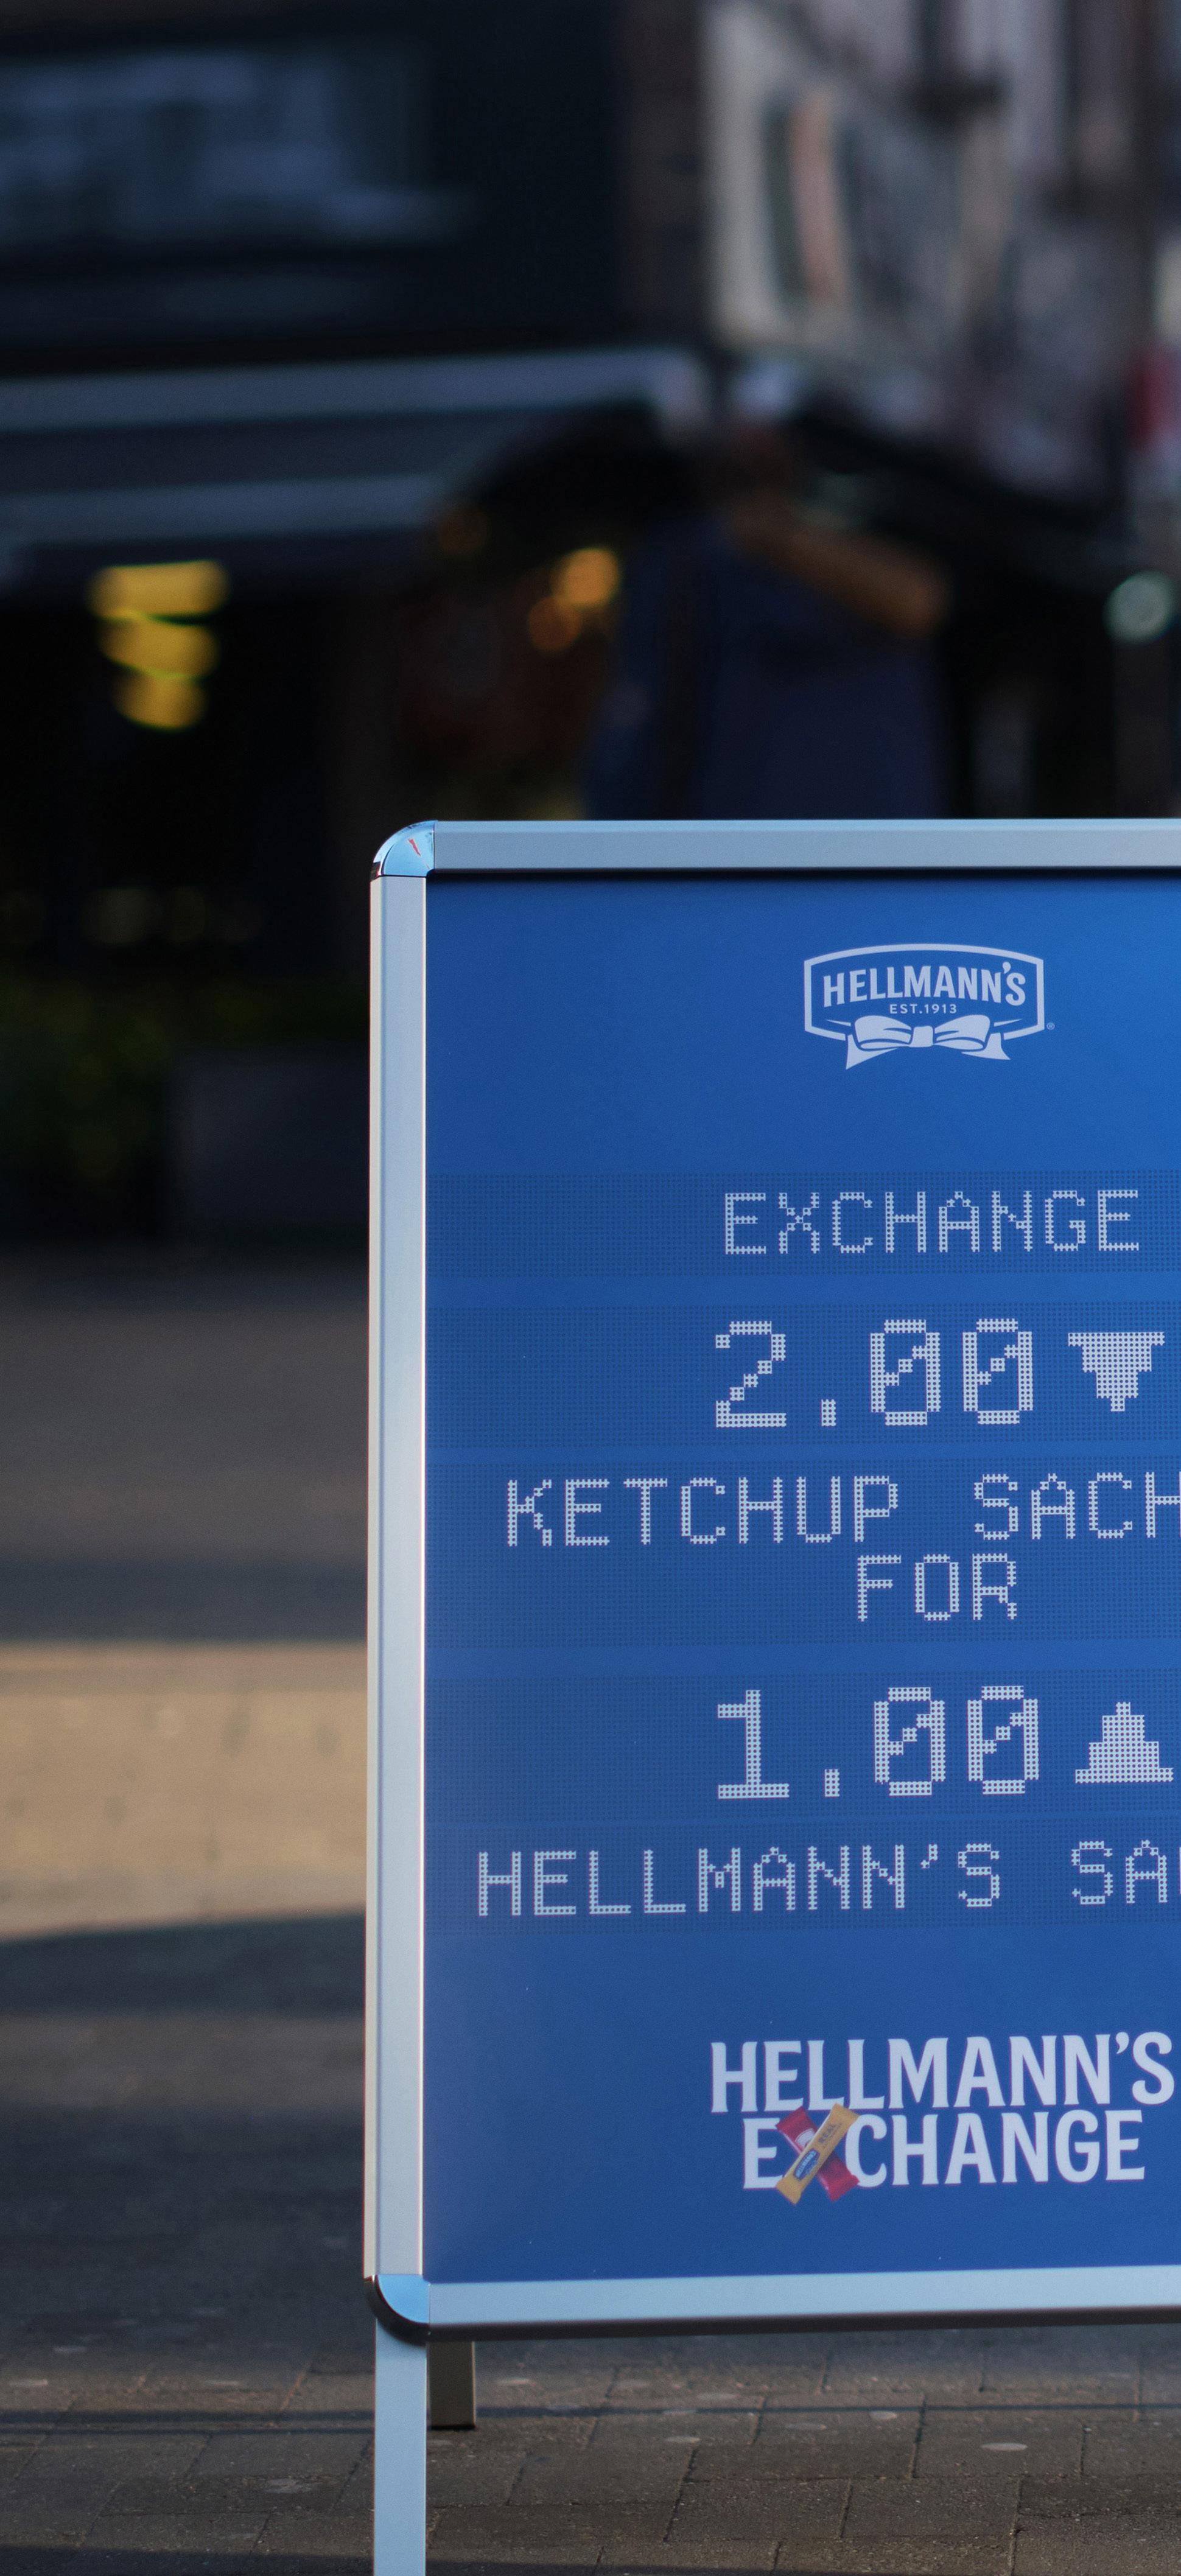 HELLMANN'S
EST.1913
EXCHANGE
2.00▼
KETCHUP SACH
FOR
1.00▲
HELLMANN'S SA
HELLMANN'S
EXCHANGE